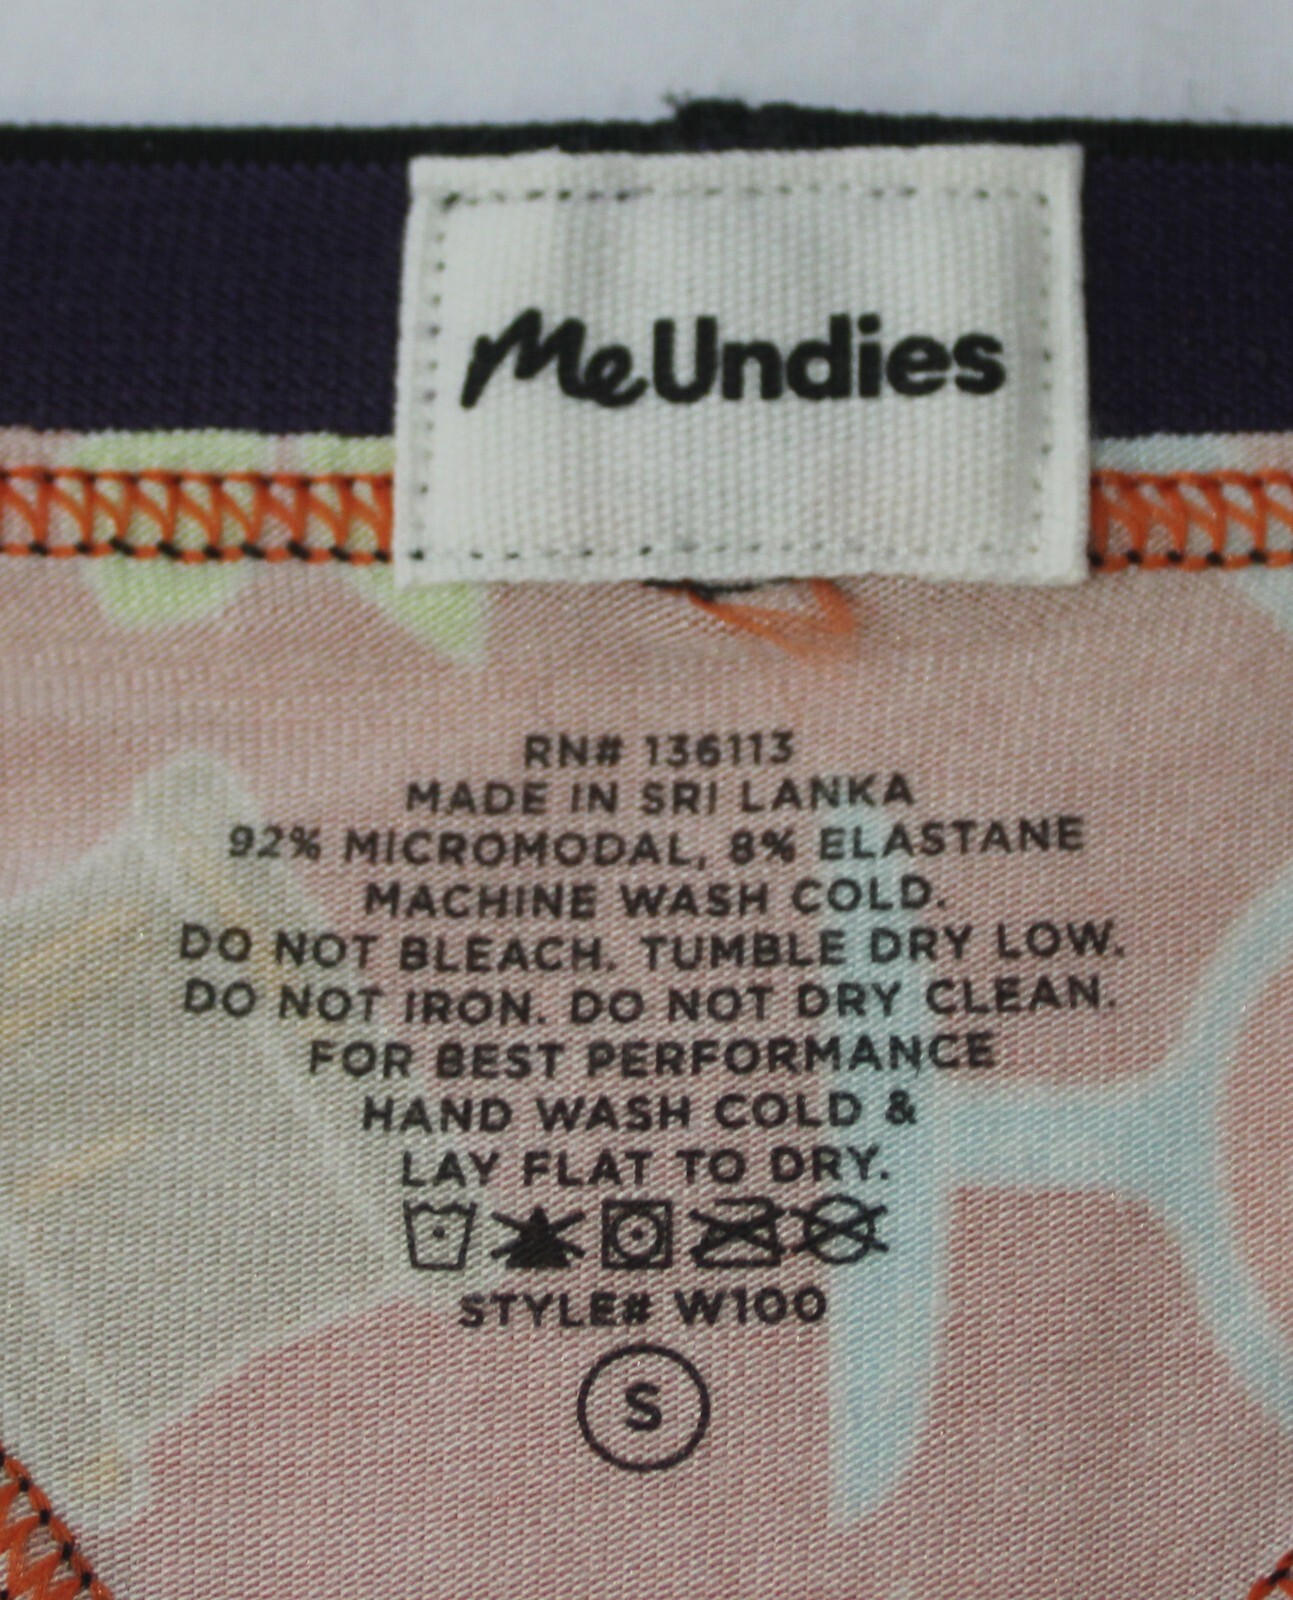 MeUndies
RN# 136113
MADE IN SRI LANKA
92% MICROMODAL, 8% ELASTANE
MACHINE WASH COLD.
DO NOT BLEACH. TUMBLE DRY LOW.
DO NOT IRON. DO NOT DRY CLEAN.
FOR BEST PERFORMANCE
HAND WASH COLD &
LAY FLAT TO DRY.
STYLE# W100
S